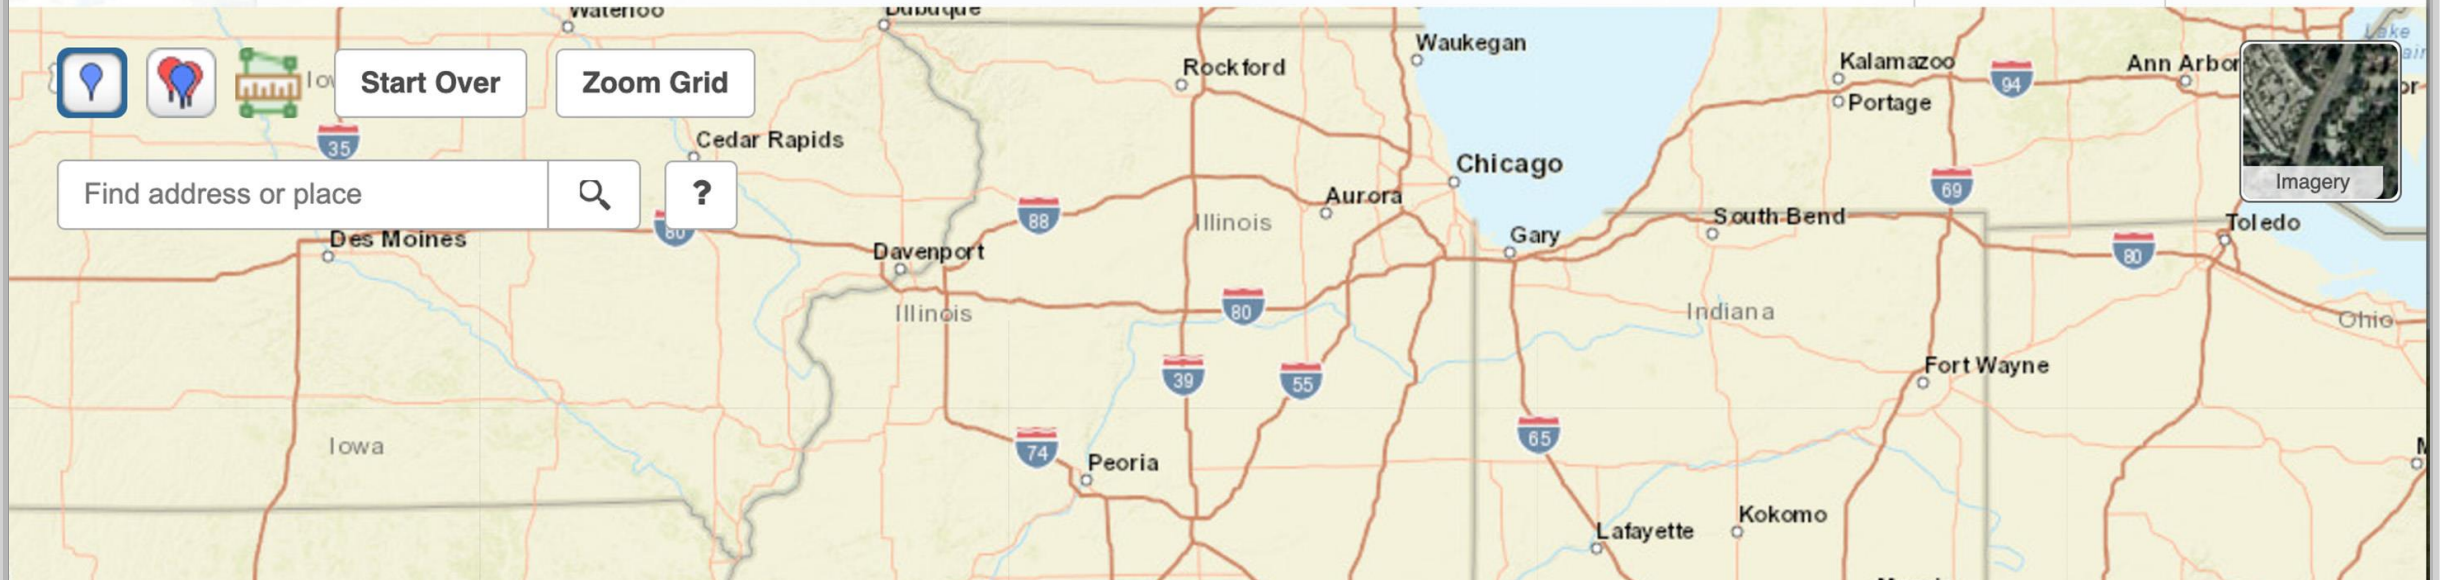 Waterloo
Dubuque
Waukegan
Rockford
Kalamazoo
94
Ann Arbor
Lake
Start Over
Zoom Grid
Portage
35
Cedar Rapids
Chicago
Imagery
Find address or place
?
69
88
Aurora
Illinois
South Bend
Toledo
80
Des Moines
Davenport
Gary
80
Illinois
80
Indiana
Ohio
39
55
Fort Wayne
65
Iowa
74
Peoria
Lafayette
Kokomo